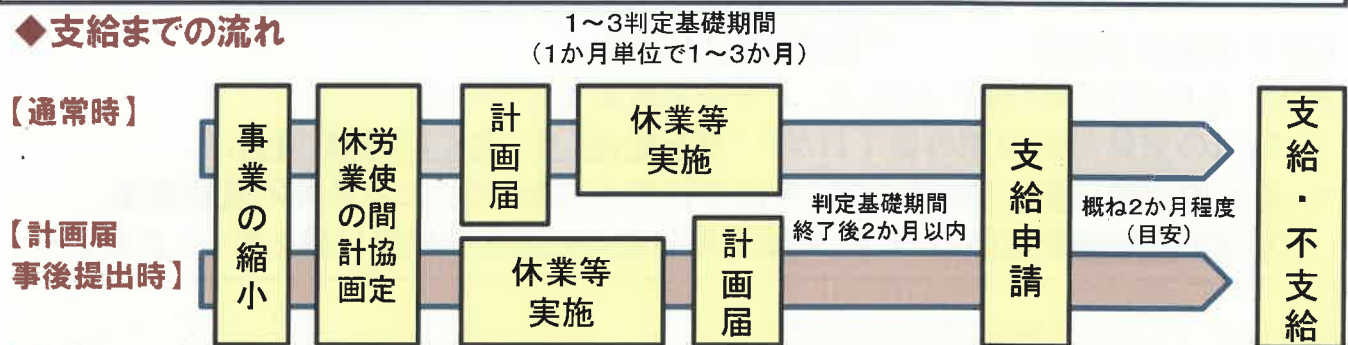 ◆支給までの流れ
1～3判定基礎期間
（1か月単位で1～3か月）
【通常時】
事業の縮小
労使間協定
休業の計画
計画届
休業等
実施
支給申請
支給・不支給
判定基礎期間
終了後2か月以内
概ね2か月程度
（目安）
【計画届
事後提出時】
休業等
実施
計画届